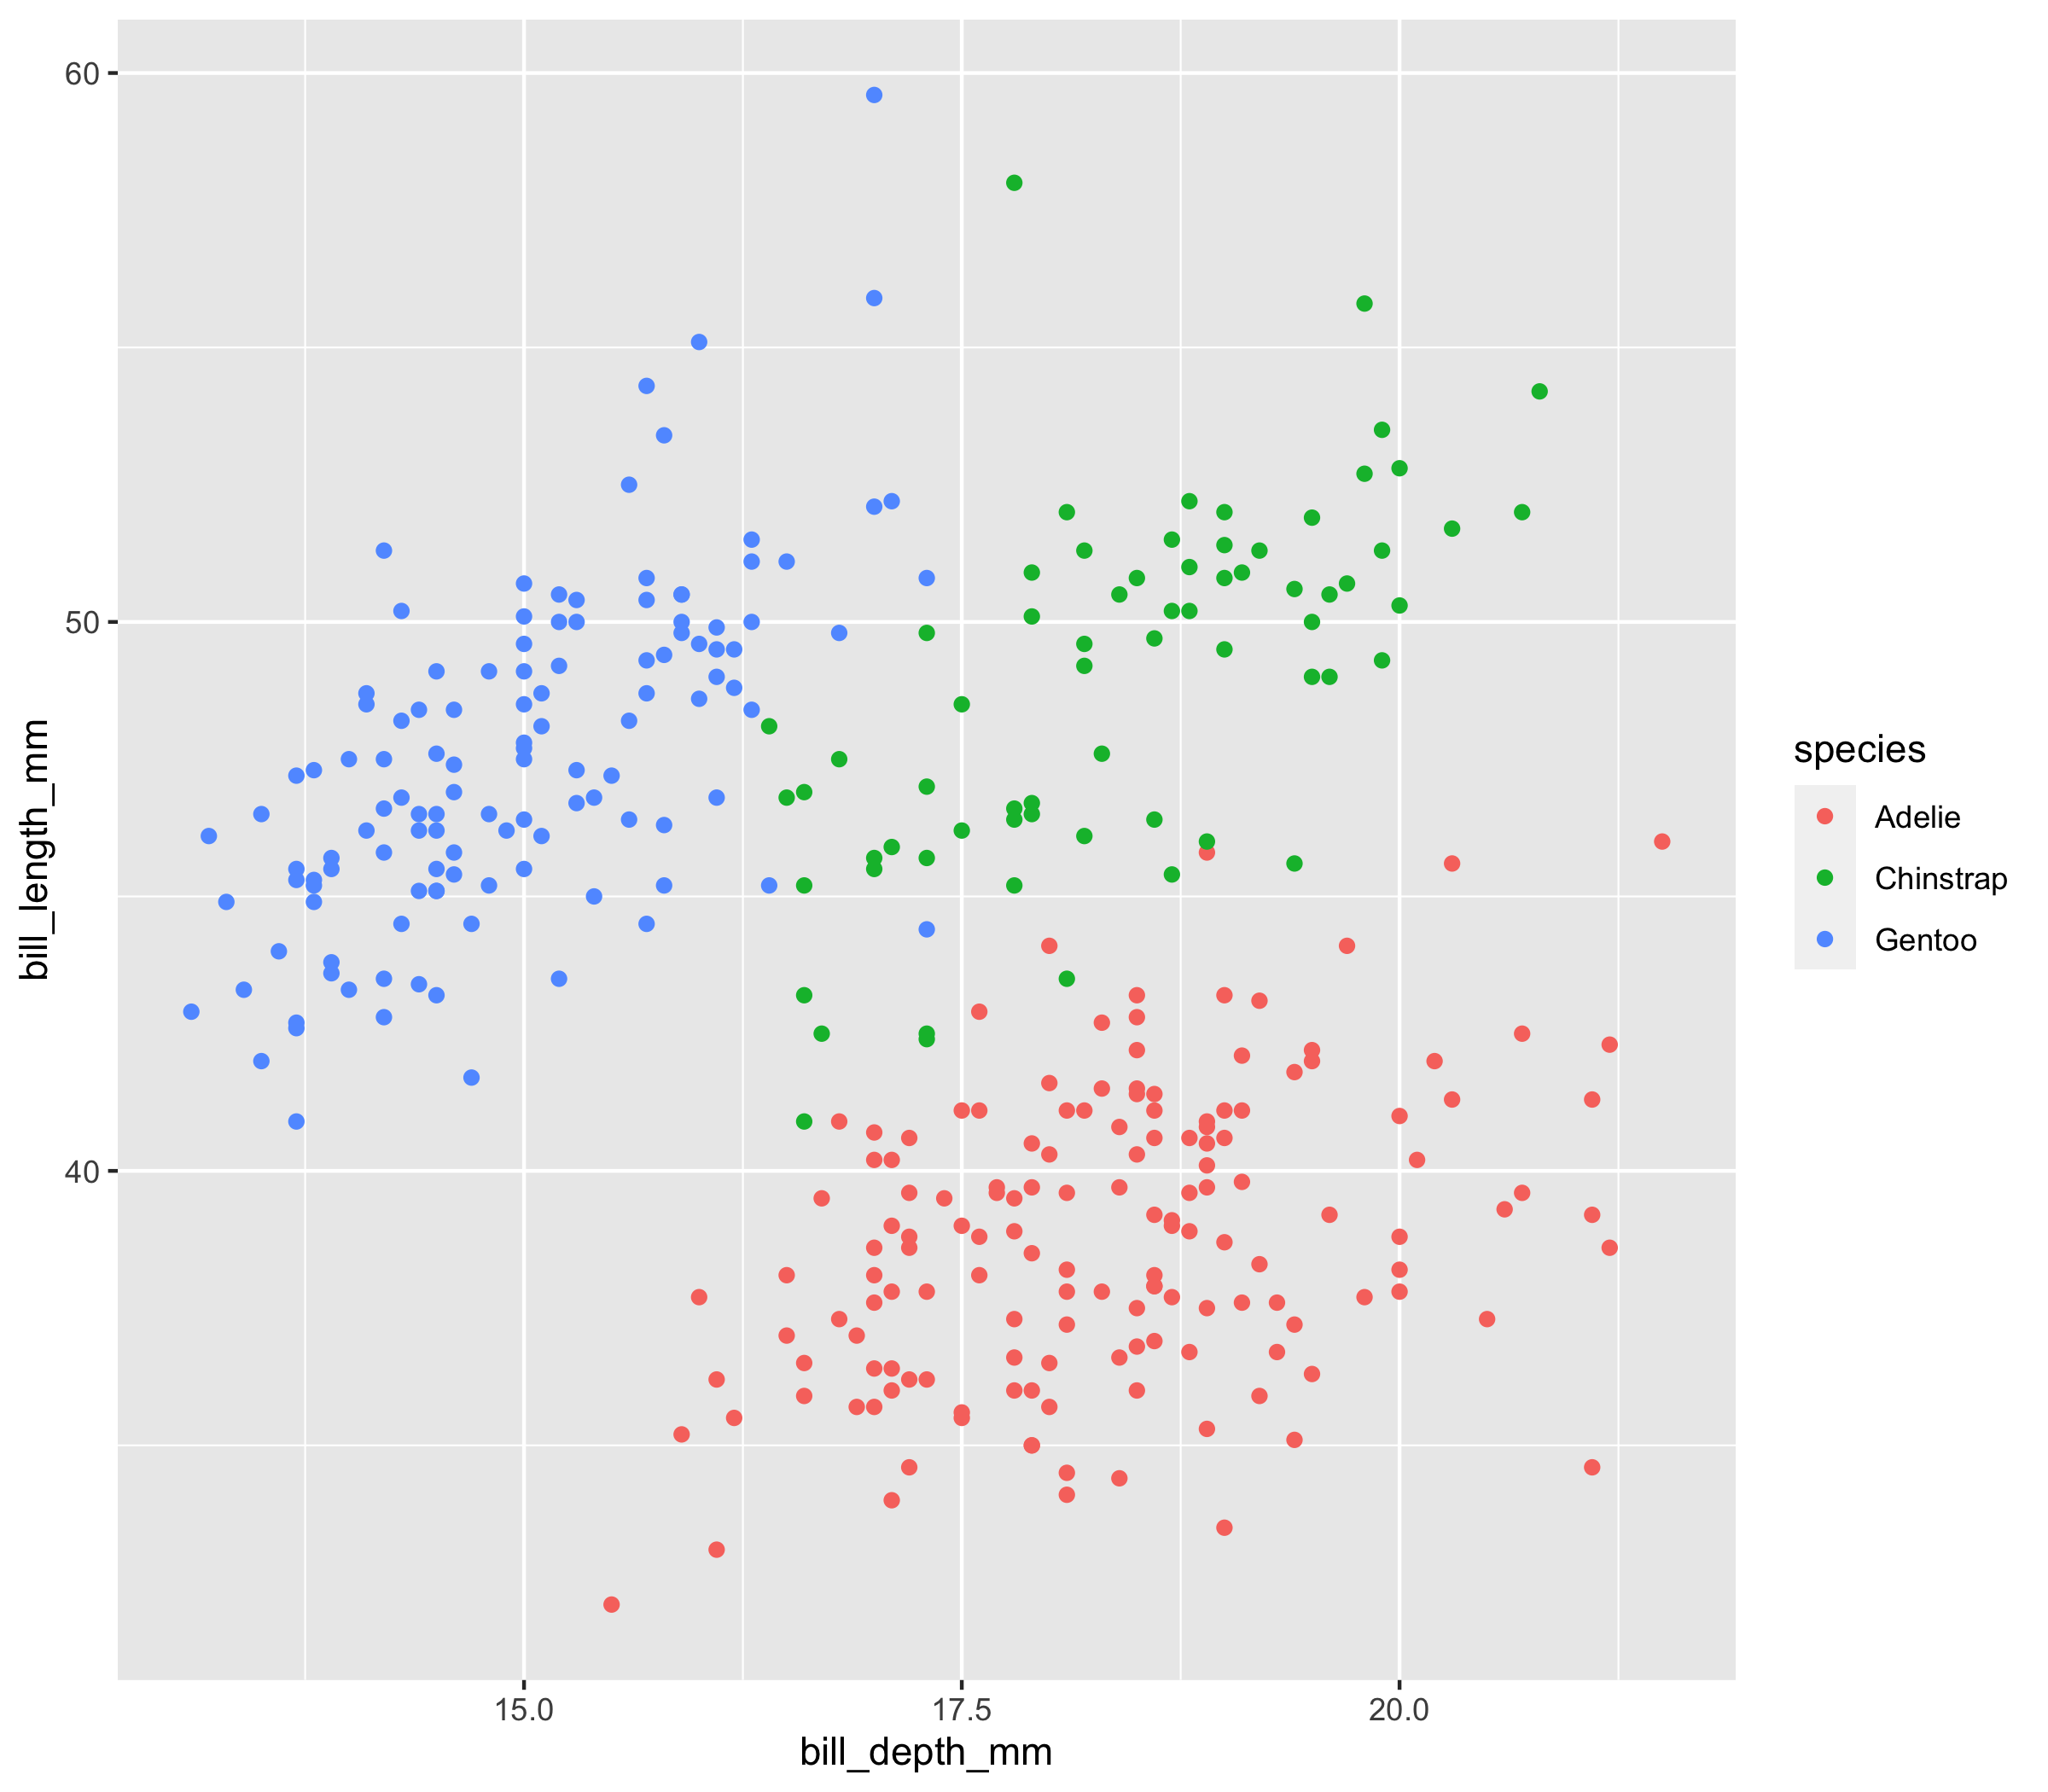 60
50
40
bill_length_mm
15.0
17.5
20.0
bill_depth_mm
species
Adelie
Chinstrap
Gentoo